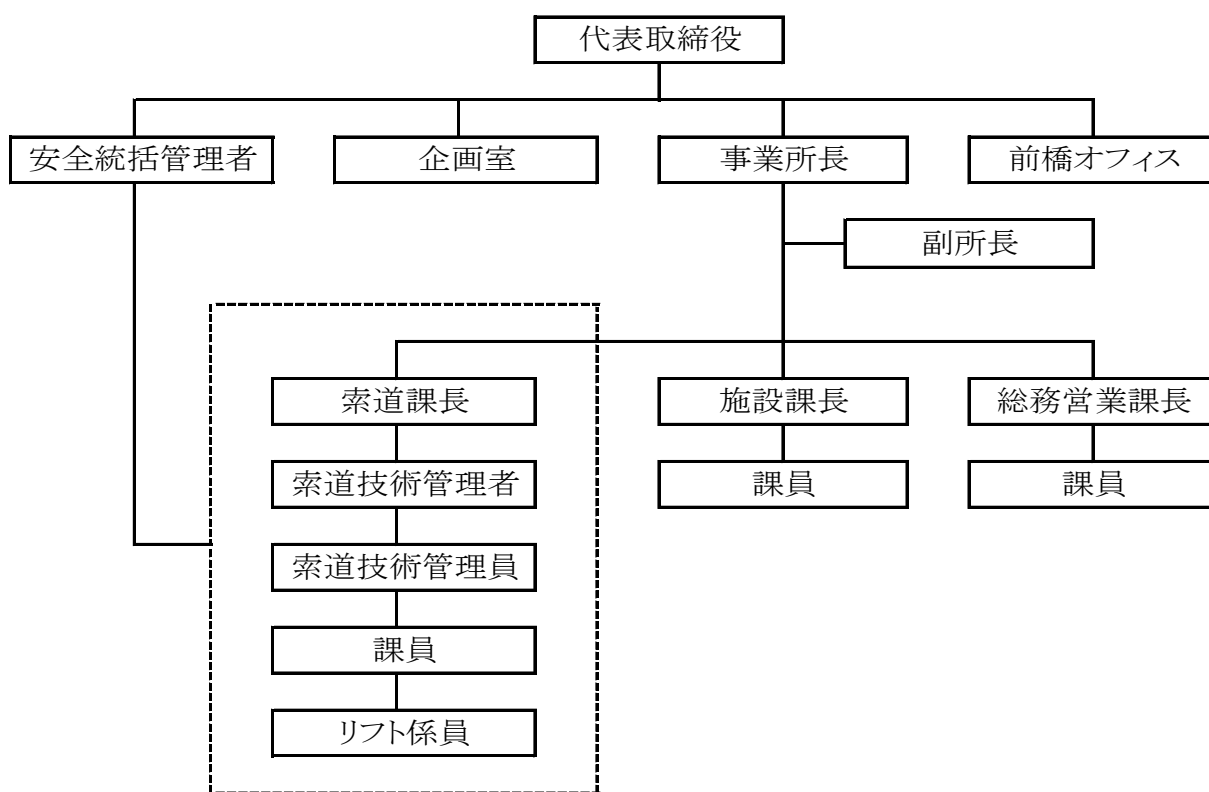 代表取締役
安全統括管理者
企画室
事業所長
前橋オフィス
副所長
索道課長
施設課長
総務営業課長
索道技術管理者
課員
課員
索道技術管理員
課員
リフト係員